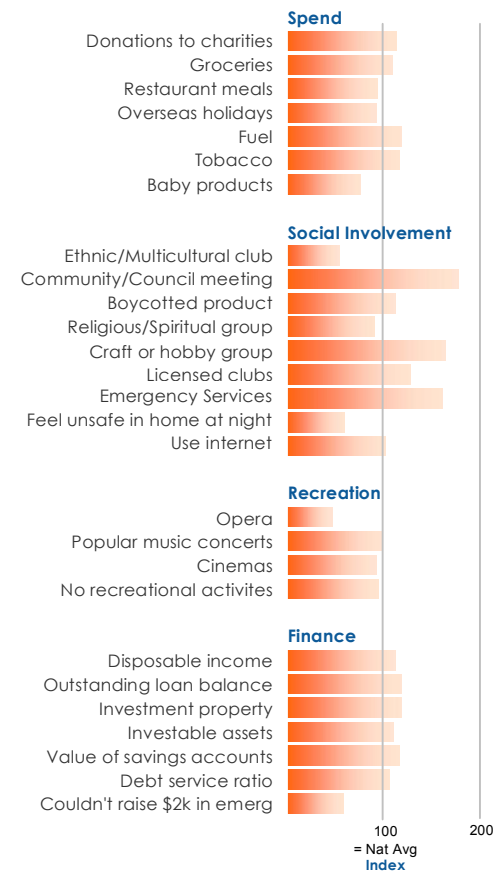 Spend
Donations to charities
Groceries
Restaurant meals
Overseas holidays
Fuel
Tobacco
Baby products
Social Involvement
Ethnic/Multicultural club
Community/Council meeting
Boycotted product
Religious/Spiritual group
Craft or hobby group
Licensed clubs
Emergency Services
Feel unsafe in home at night
Use internet
Recreation
Opera
Popular music concerts
Cinemas
No recreational activites
Finance
Disposable income
Outstanding loan balance
Investment property
Investable assets
Value of savings accounts
Debt service ratio
Couldn't raise $2k in emerg
100 200
= Nat Avg
Index